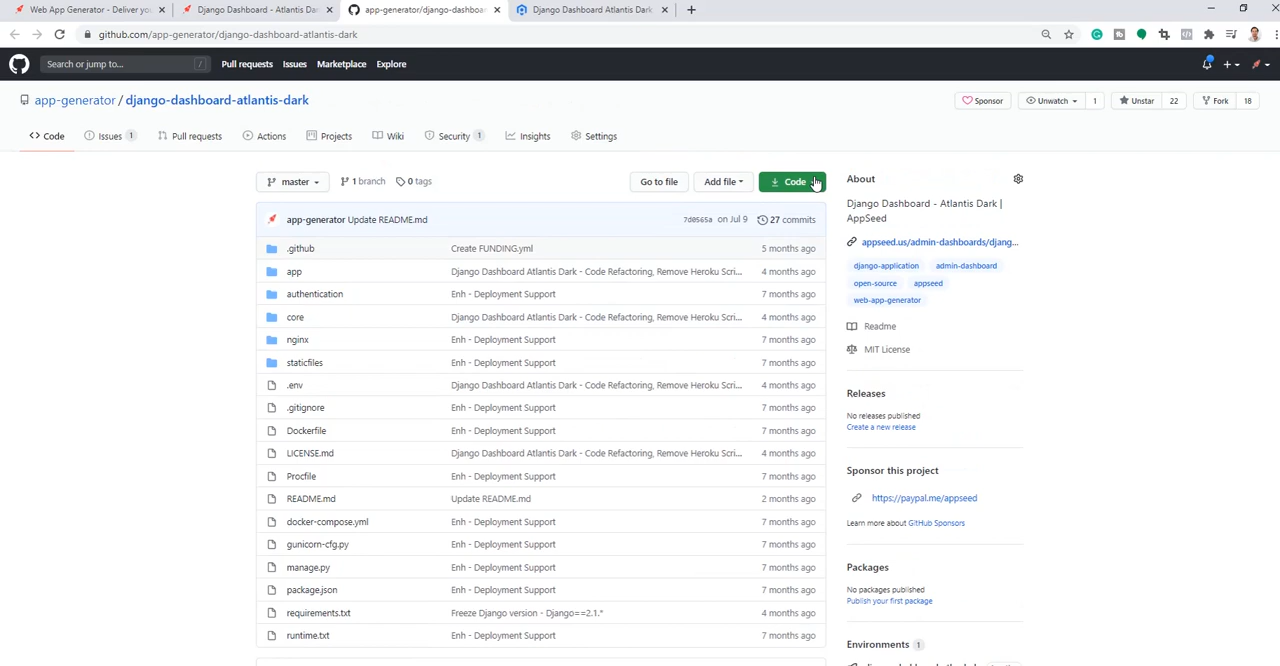 Web App Generator - Deliver you
Django Dashboard - Atlantis Dar
app-generator/django-dashboar
Django Dashboard Atlantis Dark
github.com/app-generator/django-dashboard-atlantis-dark
Search or jump to... /
Pull requests Issues Marketplace Explore
app-generator / django-dashboard-atlantis-dark
Sponsor Unwatch 1 Unstar 22 Fork 18
Code Issues 1 Pull requests Actions Projects Wiki Security 1 Insights Settings
master 1 branch 0 tags Go to file Add file Code
app-generator Update README.md 7d0565a on Jul 9 27 commits
.github Create FUNDING.yml 5 months ago
app Django Dashboard Atlantis Dark - Code Refactoring, Remove Heroku Scri... 4 months ago
authentication Enh - Deployment Support 7 months ago
core Django Dashboard Atlantis Dark - Code Refactoring, Remove Heroku Scri... 4 months ago
nginx Enh - Deployment Support 7 months ago
staticfiles Enh - Deployment Support 7 months ago
.env Django Dashboard Atlantis Dark - Code Refactoring, Remove Heroku Scri... 4 months ago
.gitignore Enh - Deployment Support 7 months ago
Dockerfile Enh - Deployment Support 7 months ago
LICENSE.md Django Dashboard Atlantis Dark - Code Refactoring, Remove Heroku Scri... 4 months ago
Procfile Enh - Deployment Support 7 months ago
README.md Update README.md 2 months ago
docker-compose.yml Enh - Deployment Support 7 months ago
gunicorn-cfg.py Enh - Deployment Support 7 months ago
manage.py Enh - Deployment Support 7 months ago
package.json Enh - Deployment Support 7 months ago
requirements.txt Freeze Django version - Django==2.1.* 4 months ago
runtime.txt Enh - Deployment Support 7 months ago
About
Django Dashboard - Atlantis Dark |
AppSeed
appseed.us/admin-dashboards/djang...
django-application admin-dashboard
open-source appseed
web-app-generator
Readme
MIT License
Releases
No releases published
Create a new release
Sponsor this project
https://paypal.me/appseed
Learn more about GitHub Sponsors
Packages
No packages published
Publish your first package
Environments 1